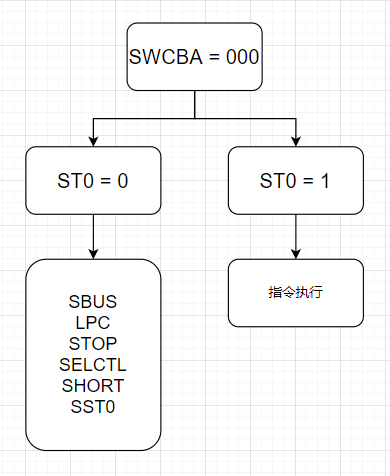 SWCBA = 000
ST0 = 0
ST0 = 1
SBUS
LPC
STOP
SELCTL
SHORT
SST0
指令执行